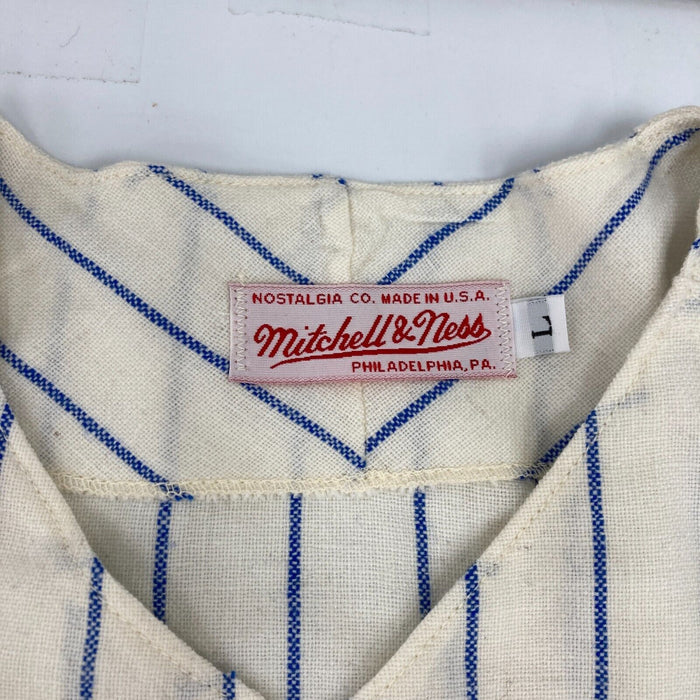 NOSTALGIA CO. MADE IN U.S.A.
Mitchell & Ness
PHILADELPHIA, PA.
L